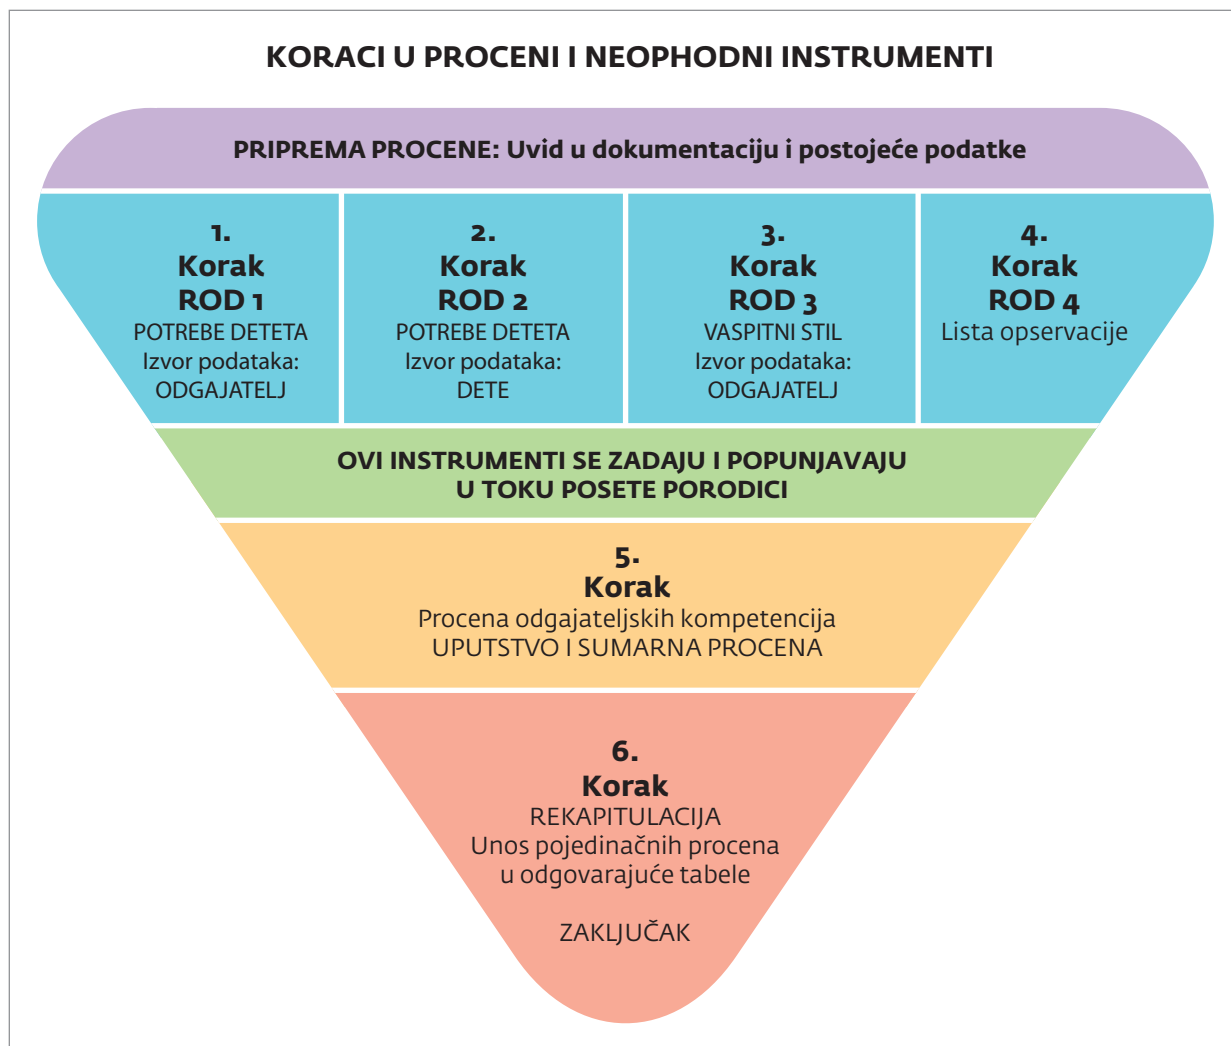 KORACI U PROCENI I NEOPHODNI INSTRUMENTI
PRIPREMA PROCENE: Uvid u dokumentaciju i postojeće podatke
1.
Korak
ROD 1
POTREBE DETETA
Izvor podataka:
ODGAJATELJ
2.
Korak
ROD 2
POTREBE DETETA
Izvor podataka:
DETE
3.
Korak
ROD 3
VASPITNI STIL
Izvor podataka:
ODGAJATELJ
4.
Korak
ROD 4
Lista opservacije
OVI INSTRUMENTI SE ZADAJU I POPUNJAVAJU
U TOKU POSETE PORODICI
5.
Korak
Procena odgajateljskih kompetencija
UPUTSTVO I SUMARNA PROCENA
6.
Korak
REKAPITULACIJA
Unos pojedinačnih procena
u odgovarajuće tabele
ZAKLJUČAK